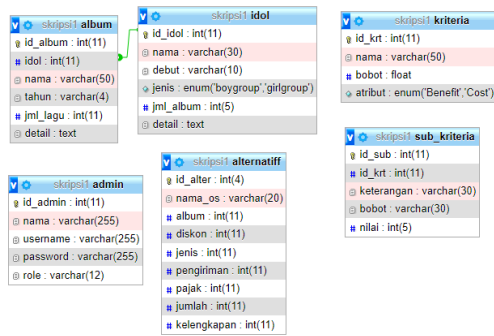 skripsi1 album
id_album : int(11)
idol : int(11)
nama : varchar(50)
tahun : varchar(4)
jml_lagu : int(11)
detail : text
skripsi1 idol
id_idol : int(11)
nama : varchar(30)
debut : varchar(10)
jenis : enum('boygroup','girlgroup')
jml_album : int(5)
detail : text
skripsi1 kriteria
id_krt : int(11)
nama : varchar(50)
bobot : float
atribut : enum('Benefit','Cost')
skripsi1 sub_kriteria
id_sub : int(11)
id_krt : int(11)
keterangan : varchar(30)
bobot : varchar(30)
nilai : int(5)
skripsi1 admin
id_admin : int(11)
nama : varchar(255)
username : varchar(255)
password : varchar(255)
role : varchar(12)
skripsi1 alternatiff
id_alter : int(4)
nama_os : varchar(20)
album : int(11)
diskon : int(11)
jenis : int(11)
pengiriman : int(11)
pajak : int(11)
jumlah : int(11)
kelengkapan : int(11)